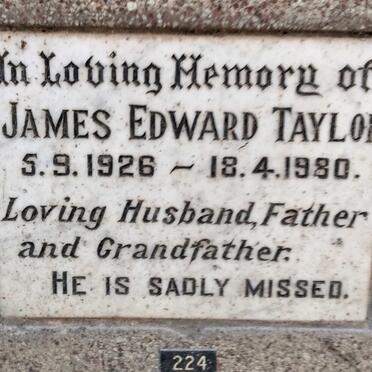 In Loving Memory of
JAMES EDWARD TAYLO
5.9.1926 ~ 18.4.1980.
Loving Husband, Father
and Grandfather.
HE IS SADLY MISSED.
224